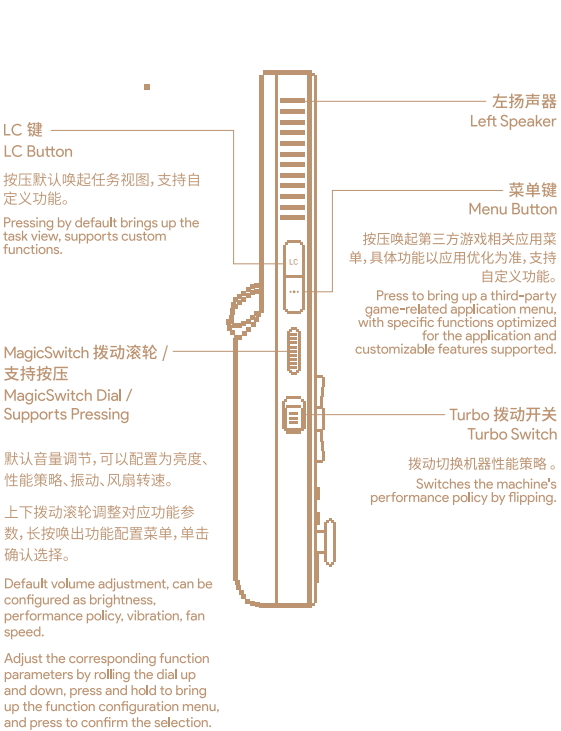 LC 键
LC Button
按压默认唤起任务视图,支持自
定义功能。
Pressing by default brings up the
task view, supports custom
functions.
MagicSwitch 拨动滚轮 /
支持按压
MagicSwitch Dial /
Supports Pressing
默认音量调节,可以配置为亮度、
性能策略、振动、风扇转速。
上下拨动滚轮调整对应功能参
数,长按唤出功能配置菜单,单击
确认选择。
Default volume adjustment, can be
configured as brightness,
performance policy, vibration, fan
speed.
Adjust the corresponding function
parameters by rolling the dial up
and down, press and hold to bring
up the function configuration menu,
and press to confirm the selection.
LC
左扬声器
Left Speaker
菜单键
Menu Button
按压唤起第三方游戏相关应用菜
单,具体功能以应用优化为准,支持
自定义功能。
Press to bring up a third-party
game-related application menu,
with specific functions optimized
for the application and
customizable features supported.
Turbo 拨动开关
Turbo Switch
拨动切换机器性能策略 。
Switches the machine's
performance policy by flipping.